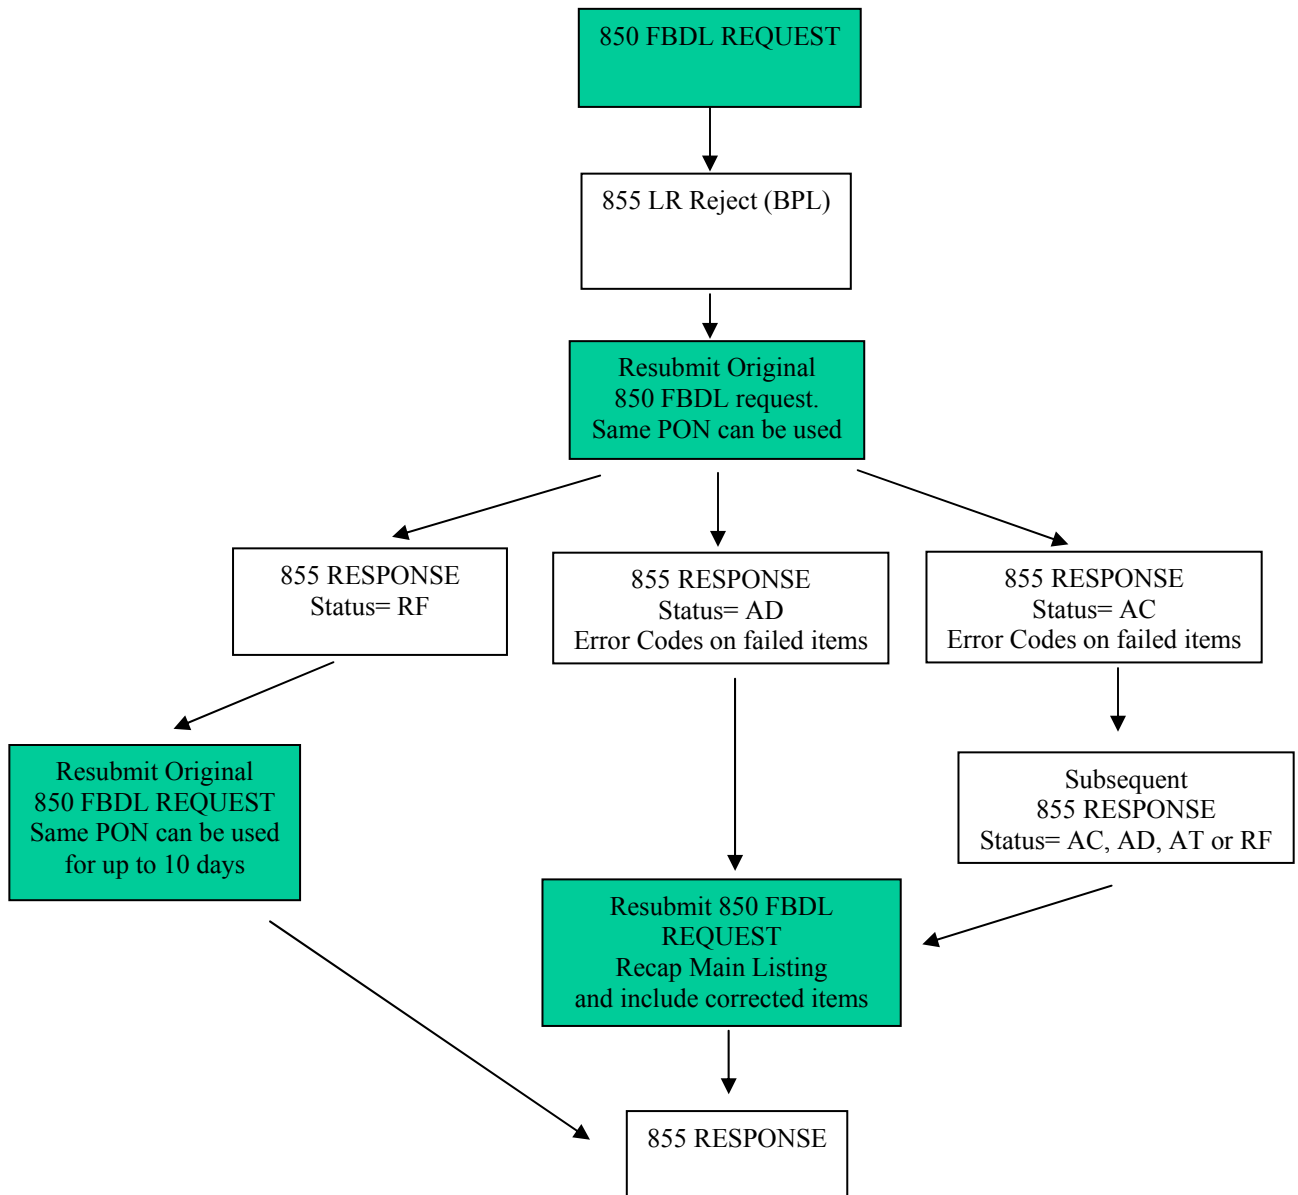 850 FBDL REQUEST
855 LR Reject (BPL)
Resubmit Original
850 FBDL request.
Same PON can be used
855 RESPONSE
Status= RF
855 RESPONSE
Status= AD
Error Codes on failed items
855 RESPONSE
Status= AC
Error Codes on failed items
Resubmit Original
850 FBDL REQUEST
Same PON can be used
for up to 10 days
Subsequent
855 RESPONSE
Status= AC, AD, AT or RF
Resubmit 850 FBDL
REQUEST
Recap Main Listing
and include corrected items
855 RESPONSE